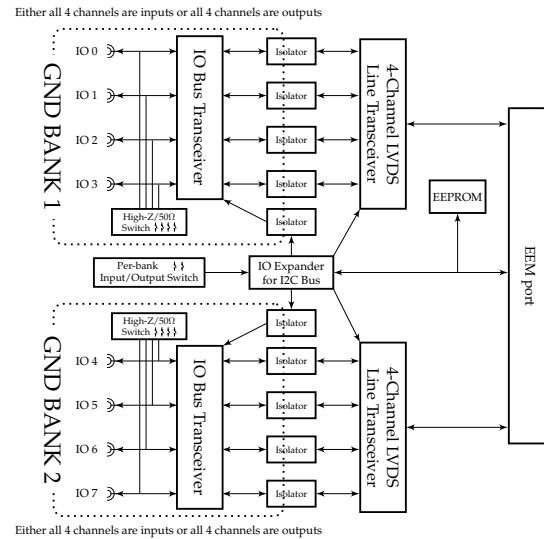 Either all 4 channels are inputs or all 4 channels are outputs
GND BANK 1
IO 0
IO 1
IO 2
IO 3
High-Z/50Ω
Switch
IO Bus Transceiver
Isolator
Isolator
Isolator
Isolator
Isolator
4-Channel LVDS
Line Transceiver
EEPROM
EEM port
Per-bank
Input/Output Switch
IO Expander
for I2C Bus
GND BANK 2
High-Z/50Ω
Switch
IO 4
IO 5
IO 6
IO 7
IO Bus Transceiver
Isolator
Isolator
Isolator
Isolator
Isolator
4-Channel LVDS
Line Transceiver
Either all 4 channels are inputs or all 4 channels are outputs